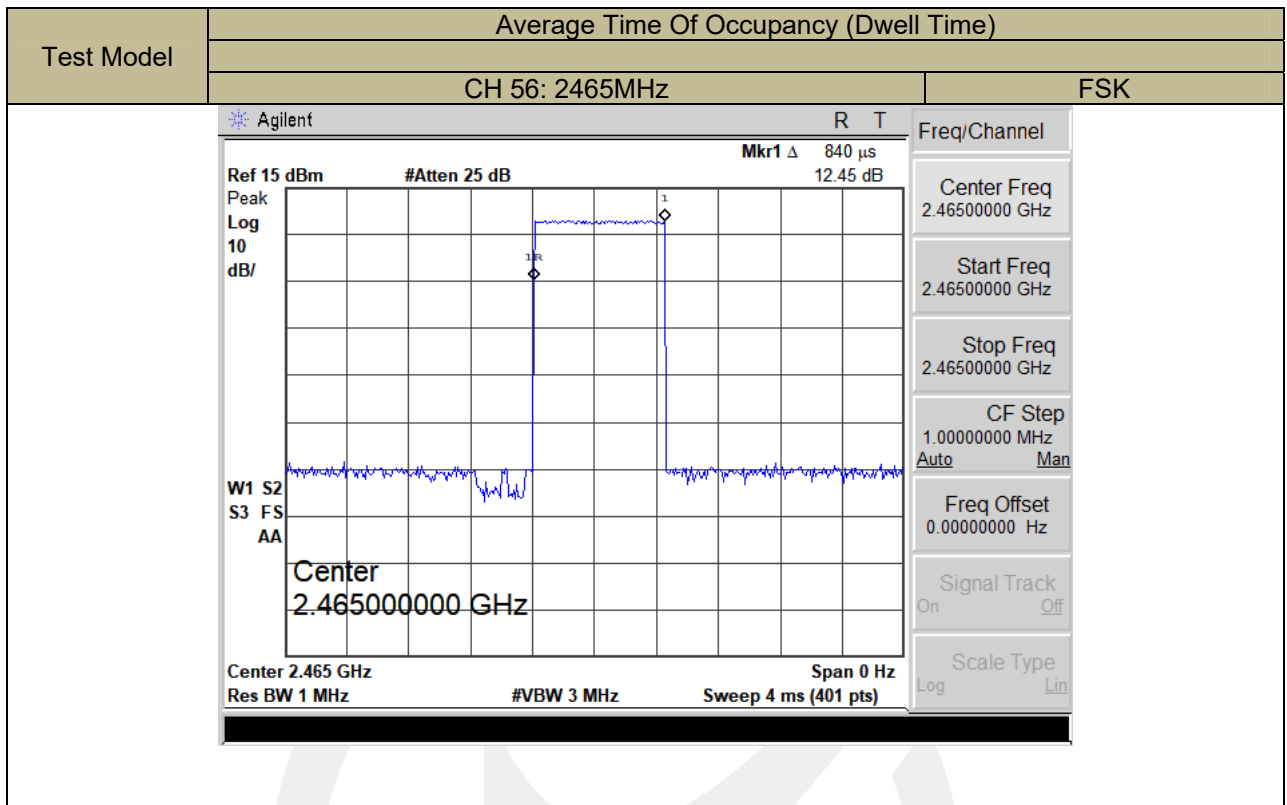 Average Time Of Occupancy (Dwell Time)
Test Model
CH 56: 2465MHz FSK
Agilent R T
Freq/Channel
Mkr1 Δ 840 µs
Ref 15 dBm #Atten 25 dB 12.45 dB
Peak
Log
10
dB/
1
1R
Center Freq
2.46500000 GHz
Start Freq
2.46500000 GHz
Stop Freq
2.46500000 GHz
CF Step
1.00000000 MHz
Auto Man
W1 S2
S3 FS
AA
Freq Offset
0.00000000 Hz
Center
2.465000000 GHz
Signal Track
On Off
Scale Type
Log Lin
Center 2.465 GHz Span 0 Hz
Res BW 1 MHz #VBW 3 MHz Sweep 4 ms (401 pts)